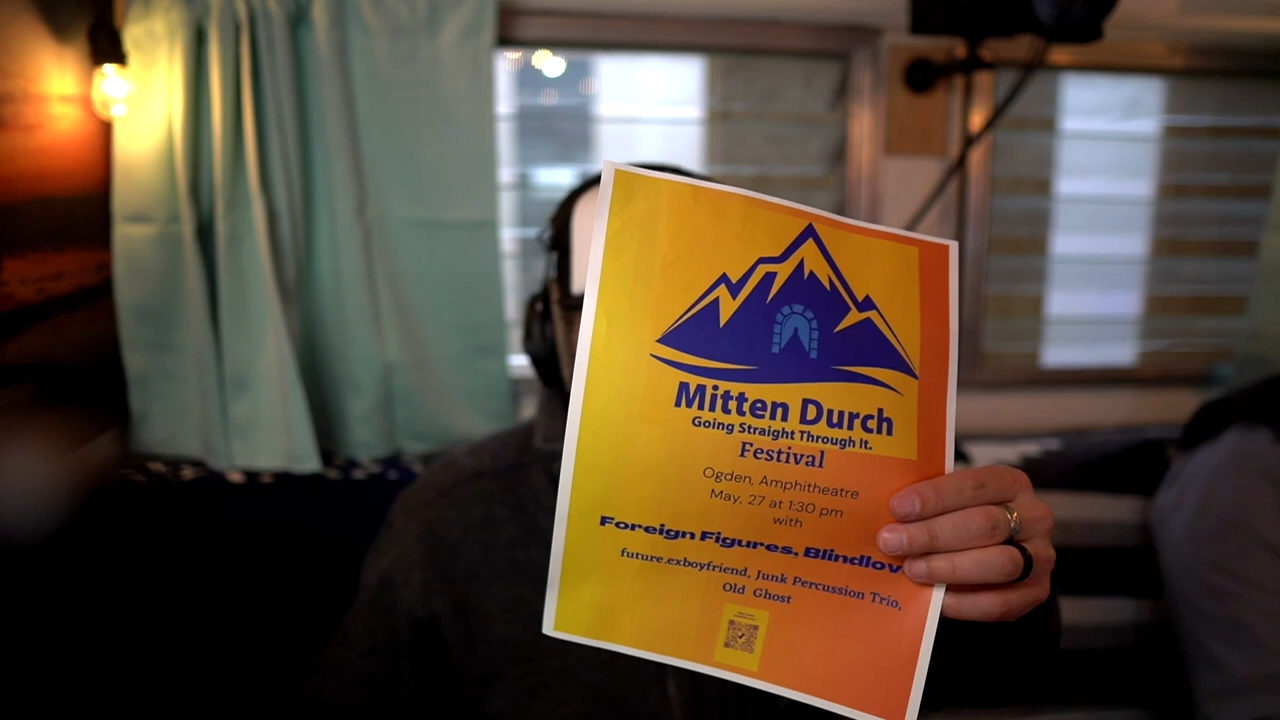 Mitten Durch
Going Straight Through It.
Festival
Ogden, Amphitheatre
May, 27 at 1:30 pm
with
Foreign Figures, Blindlov
future.exboyfriend, Junk Percussion Trio,
Old Ghost